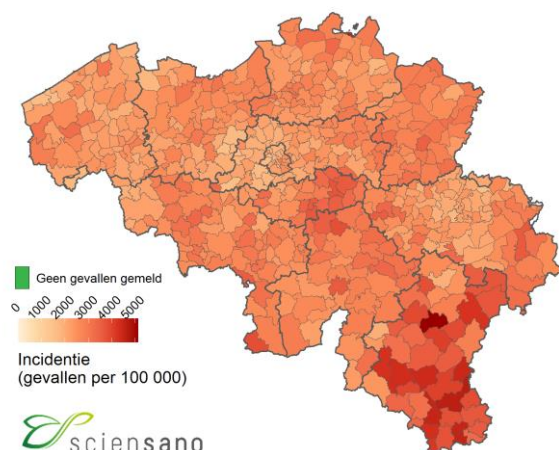 Geen gevallen gemeld
0 1000 2000 3000 4000 5000
Incidentie
(gevallen per 100 000)
sciensano